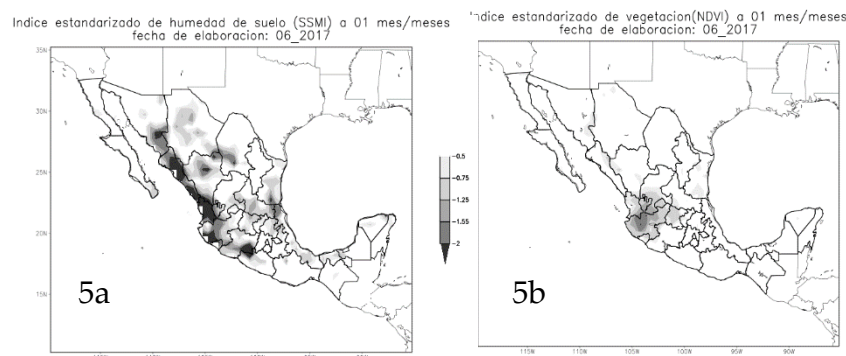 Indice estandarizado de humedad de suelo (SSMI) a 01 mes/meses
fecha de elaboracion: 06_2017
35N
30N
25N
20N
15N
5a
-0.5
-0.75
-1.25
-1.55
-2
Indice estandarizado de vegetacion(NDVI) a 01 mes/meses
fecha de elaboracion: 06_2017
5b
115W
110W
105W
100W
95W
90W